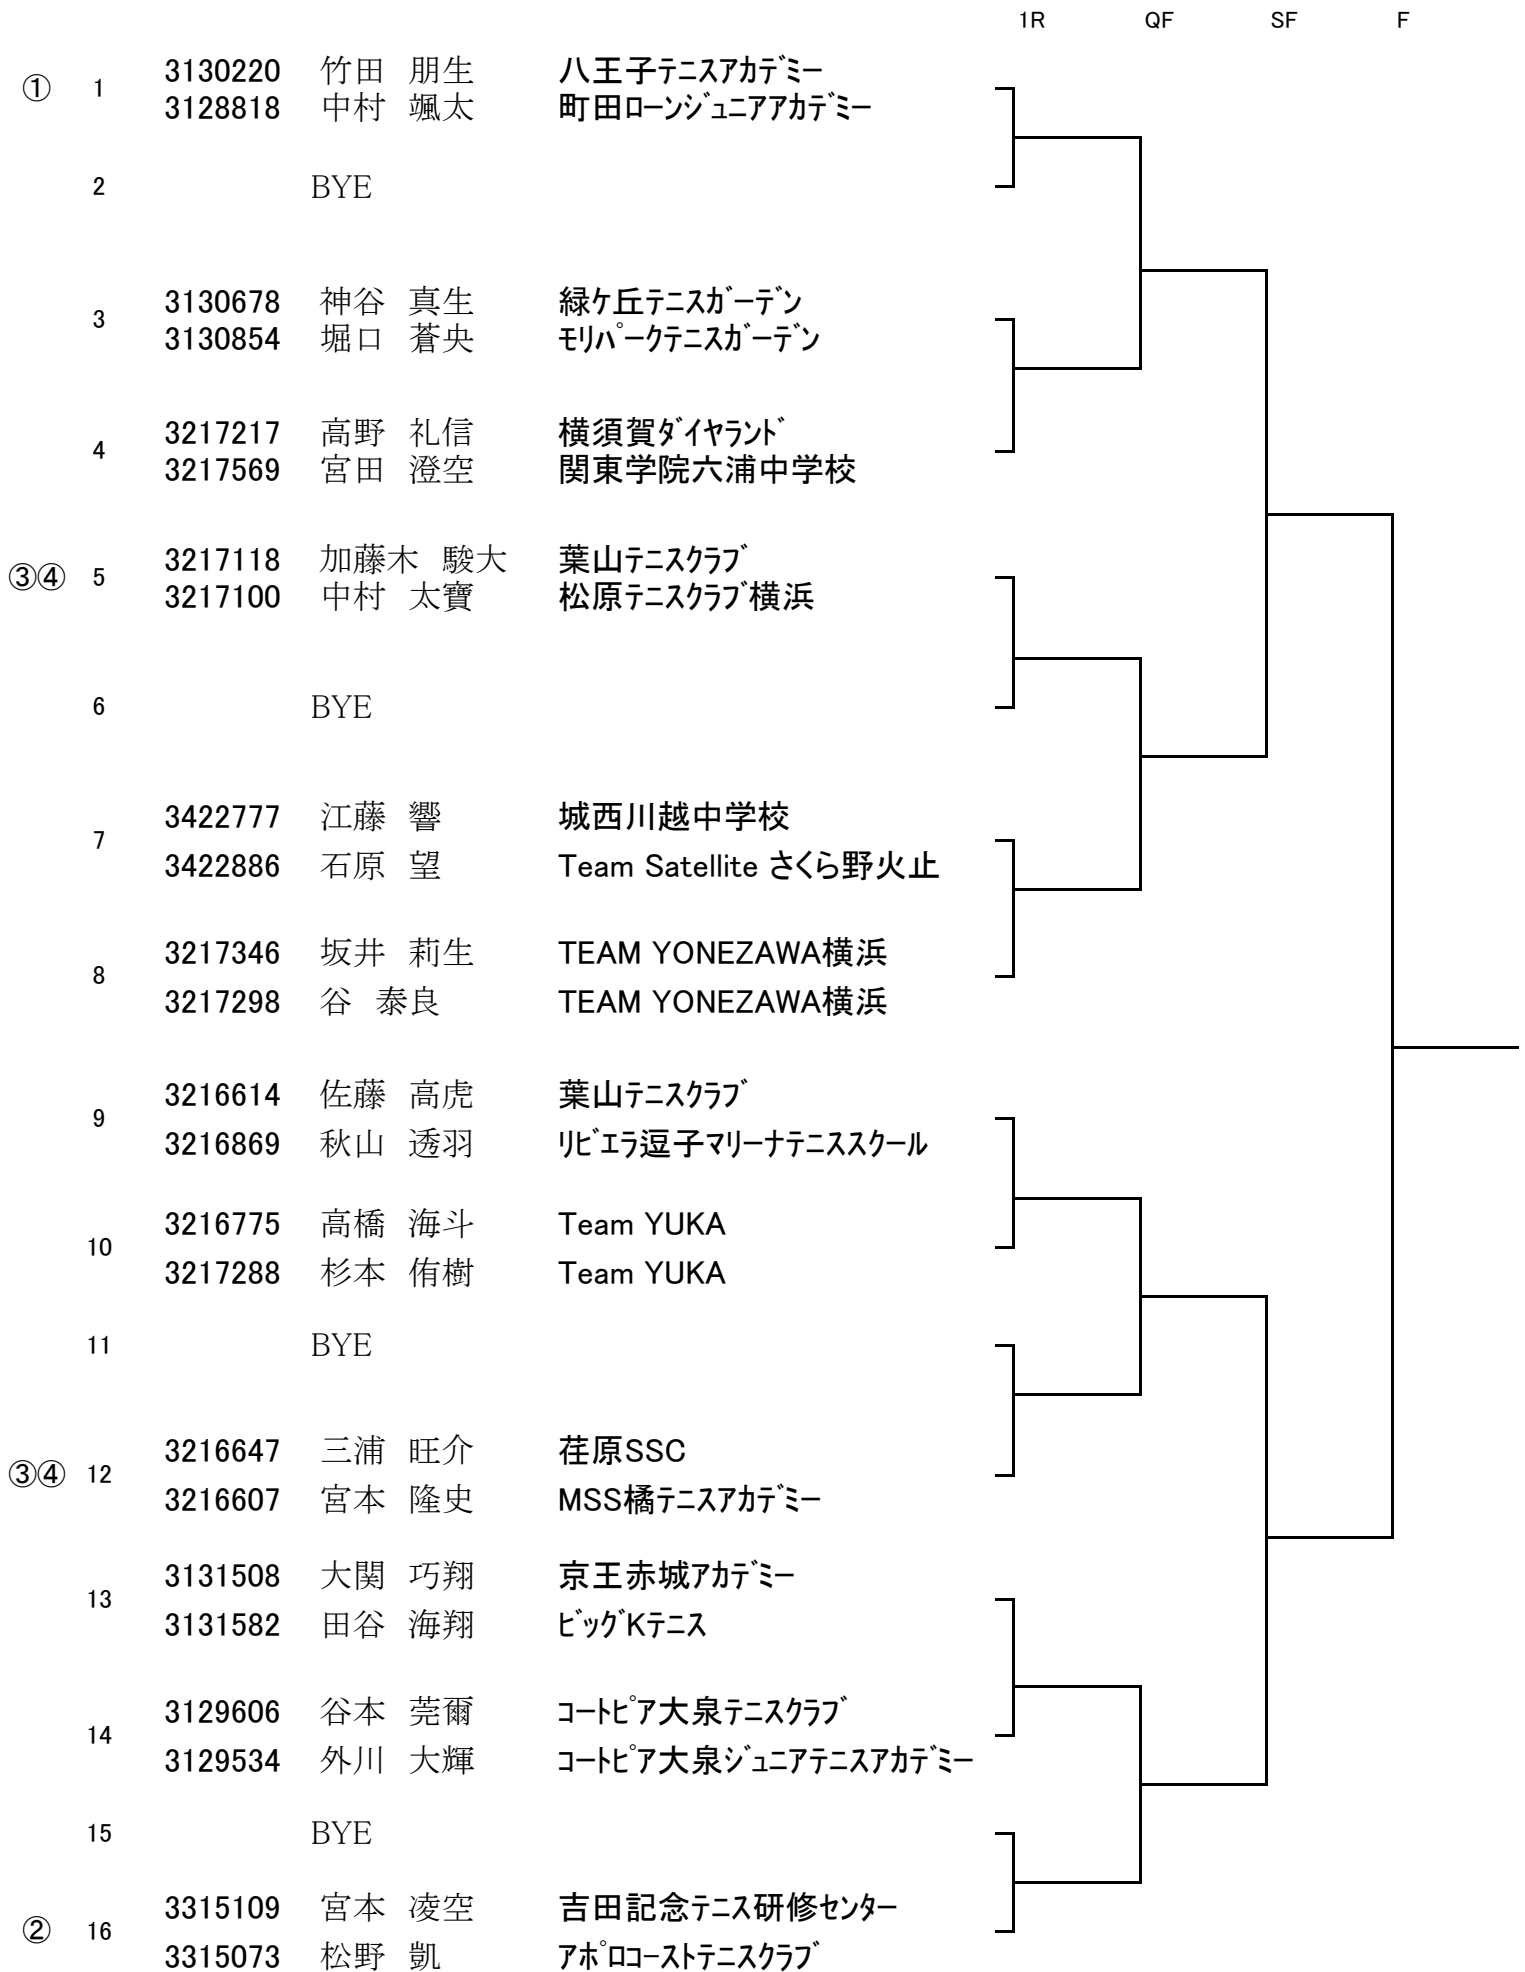 1R QF SF F
① 1 3130220 竹田 朋生 八王子ﾃﾆｽｱｶﾃﾞﾐｰ
3128818 中村 颯太 町田ﾛｰﾝｼﾞｭﾆｱｱｶﾃﾞﾐｰ
2 BYE
3 3130678 神谷 真生 緑ケ丘ﾃﾆｽｶﾞｰﾃﾞﾝ
3130854 堀口 蒼央 ﾓﾘﾊﾟｰｸﾃﾆｽｶﾞｰﾃﾞﾝ
4 3217217 高野 礼信 横須賀ﾀﾞｲﾔﾗﾝﾄﾞ
3217569 宮田 澄空 関東学院六浦中学校
③④ 5 3217118 加藤木 駿大 葉山ﾃﾆｽｸﾗﾌﾞ
3217100 中村 太寶 松原ﾃﾆｽｸﾗﾌﾞ横浜
6 BYE
7 3422777 江藤 響 城西川越中学校
3422886 石原 望 Team Satellite さくら野火止
8 3217346 坂井 莉生 TEAM YONEZAWA横浜
3217298 谷 泰良 TEAM YONEZAWA横浜
9 3216614 佐藤 高虎 葉山ﾃﾆｽｸﾗﾌﾞ
3216869 秋山 透羽 ﾘﾋﾞｴﾗ逗子ﾏﾘｰﾅﾃﾆｽｽｸｰﾙ
10 3216775 高橋 海斗 Team YUKA
3217288 杉本 侑樹 Team YUKA
11 BYE
③④ 12 3216647 三浦 旺介 荏原SSC
3216607 宮本 隆史 MSS橘ﾃﾆｽｱｶﾃﾞﾐｰ
13 3131508 大関 巧翔 京王赤城ｱｶﾃﾞﾐｰ
3131582 田谷 海翔 ﾋﾞｯｸﾞKﾃﾆｽ
14 3129606 谷本 莞爾 ｺｰﾄﾋﾟｱ大泉ﾃﾆｽｸﾗﾌﾞ
3129534 外川 大輝 ｺｰﾄﾋﾟｱ大泉ｼﾞｭﾆｱﾃﾆｽｱｶﾃﾞﾐｰ
15 BYE
② 16 3315109 宮本 凌空 吉田記念ﾃﾆｽ研修ｾﾝﾀｰ
3315073 松野 凱 ｱﾎﾟﾛｺｰｽﾄﾃﾆｽｸﾗﾌﾞ